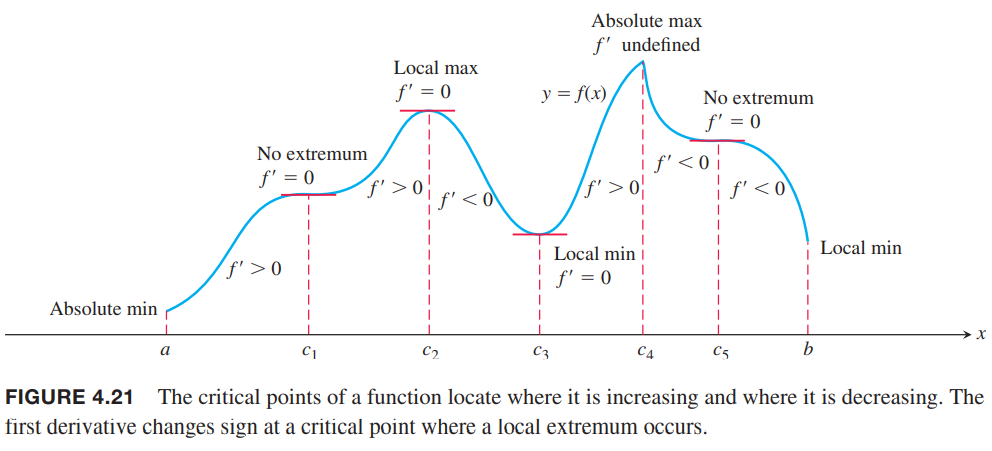 Absolute max
f′ undefined
Local max
f′ = 0
y = f(x)
No extremum
f′ = 0
No extremum
f′ = 0
f′ > 0
f′ < 0
f′ > 0
f′ < 0
f′ < 0
Local min
f′ = 0
Local min
f′ > 0
Absolute min
x
a
c1
c2
c3
c4
c5
b
FIGURE 4.21 The critical points of a function locate where it is increasing and where it is decreasing. The
first derivative changes sign at a critical point where a local extremum occurs.